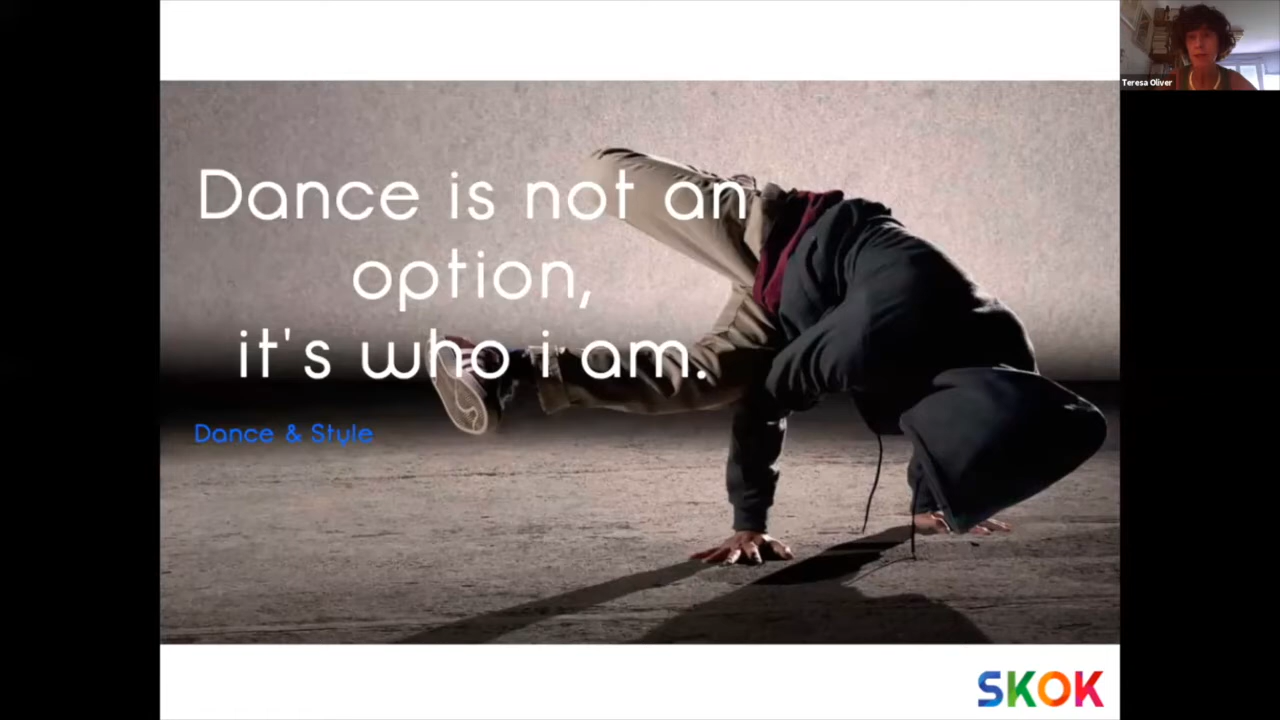 Teresa Oliver
Dance is not an
option,
it's who i am.
Dance & Style
SKOK